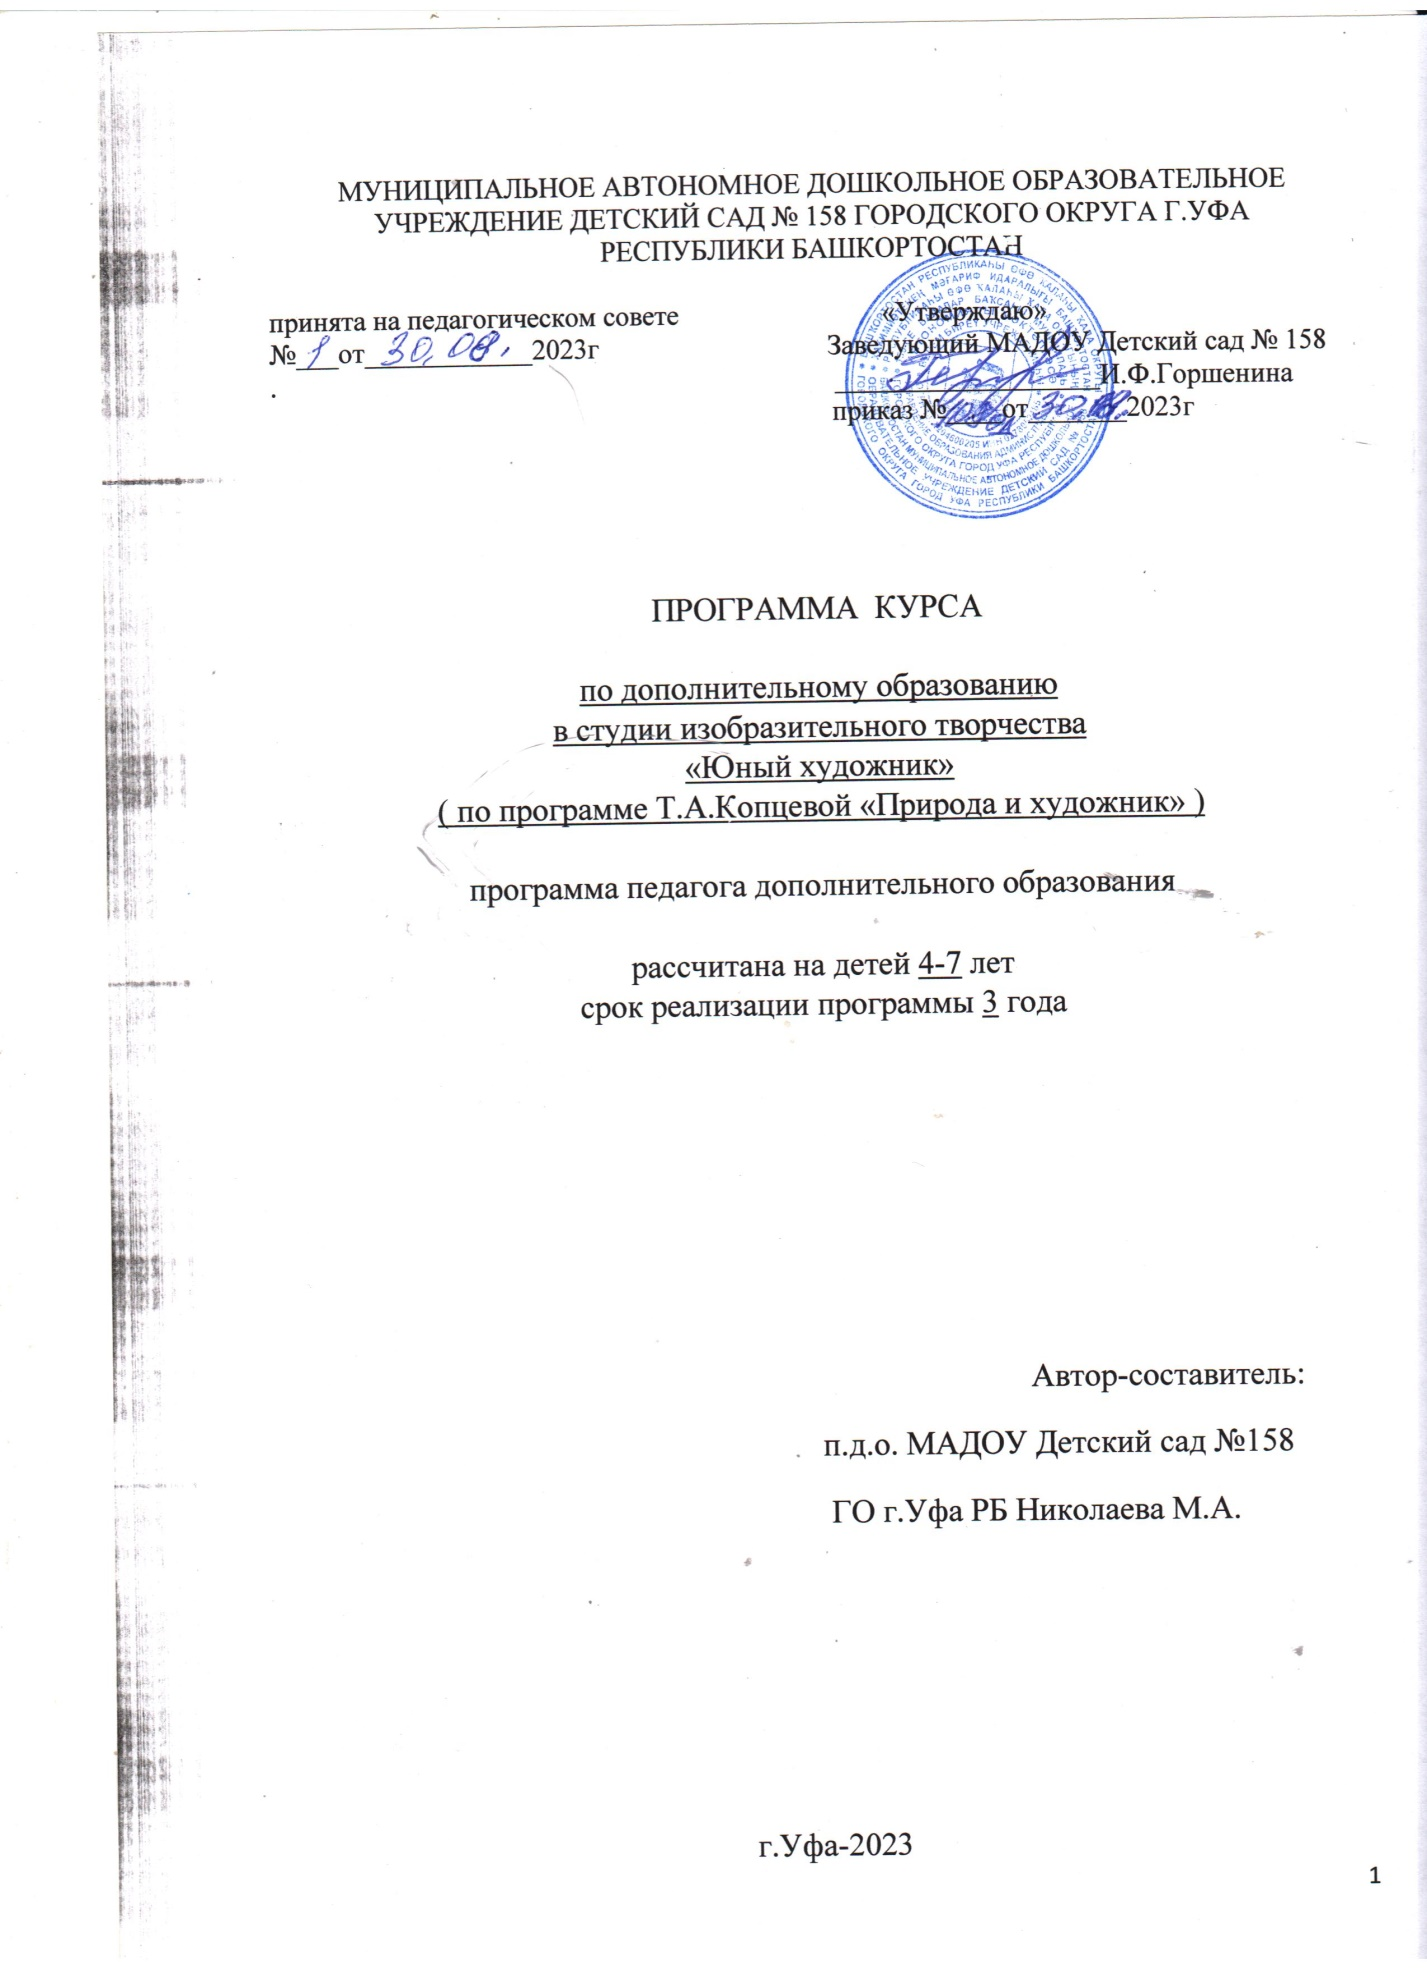 МУНИЦИПАЛЬНОЕ АВТОНОМНОЕ ДОШКОЛЬНОЕ ОБРАЗОВАТЕЛЬНОЕ
УЧРЕЖДЕНИЕ ДЕТСКИЙ САД № 158 ГОРОДСКОГО ОКРУГА Г.УФА
РЕСПУБЛИКИ БАШКОРТОСТАН
принята на педагогическом совете
№ 1 от 30.08. 2023г
«Утверждаю»
Заведующий МАДОУ Детский сад № 158
И.Ф.Горшенина
приказ № от 30.08. 2023г
ПРОГРАММА КУРСА
по дополнительному образованию
в студии изобразительного творчества
«Юный художник»
( по программе Т.А.Копцевой «Природа и художник» )
программа педагога дополнительного образования
рассчитана на детей 4-7 лет
срок реализации программы 3 года
Автор-составитель:
п.д.о. МАДОУ Детский сад №158
ГО г.Уфа РБ Николаева М.А.
г.Уфа-2023
1